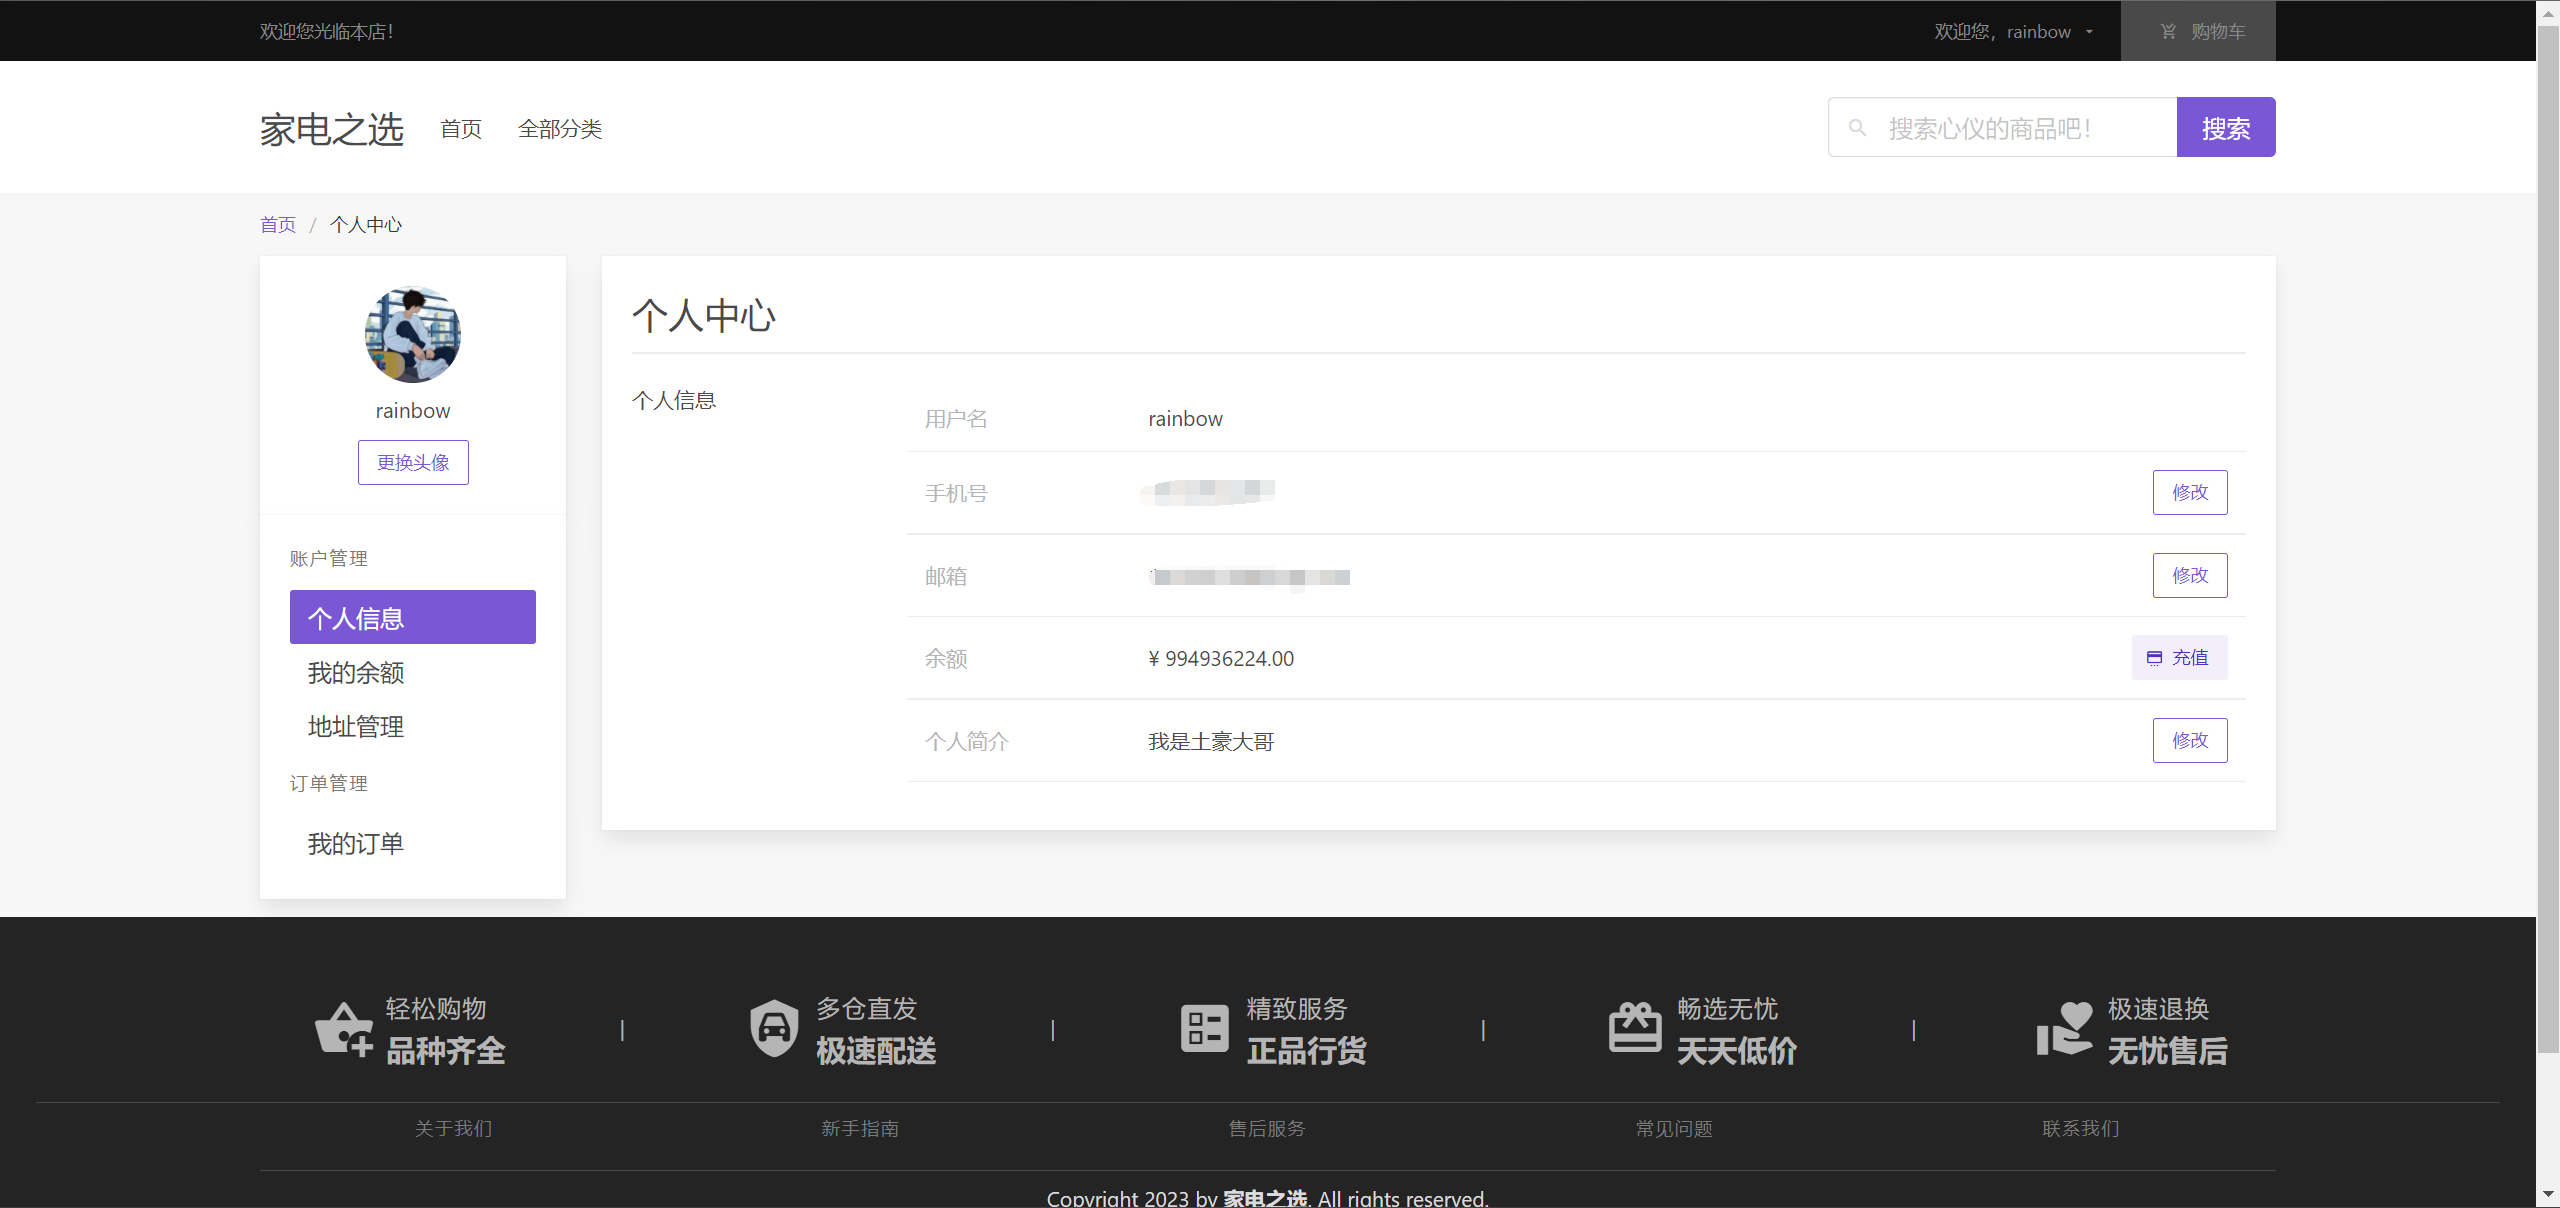 欢迎您光临本店！
欢迎您，rainbow
购物车
家电之选
首页
全部分类
搜索心仪的商品吧！
搜索
首页 / 个人中心
rainbow
更换头像
账户管理
个人信息
我的余额
地址管理
订单管理
我的订单
个人中心
个人信息
用户名 rainbow
手机号 修改
邮箱 修改
余额 ¥ 994936224.00 充值
个人简介 我是土豪大哥 修改
轻松购物
品种齐全
|
多仓直发
极速配送
|
精致服务
正品行货
|
畅选无忧
天天低价
|
极速退换
无忧售后
关于我们
新手指南
售后服务
常见问题
联系我们
Copyright 2023 by 家电之选. All rights reserved.